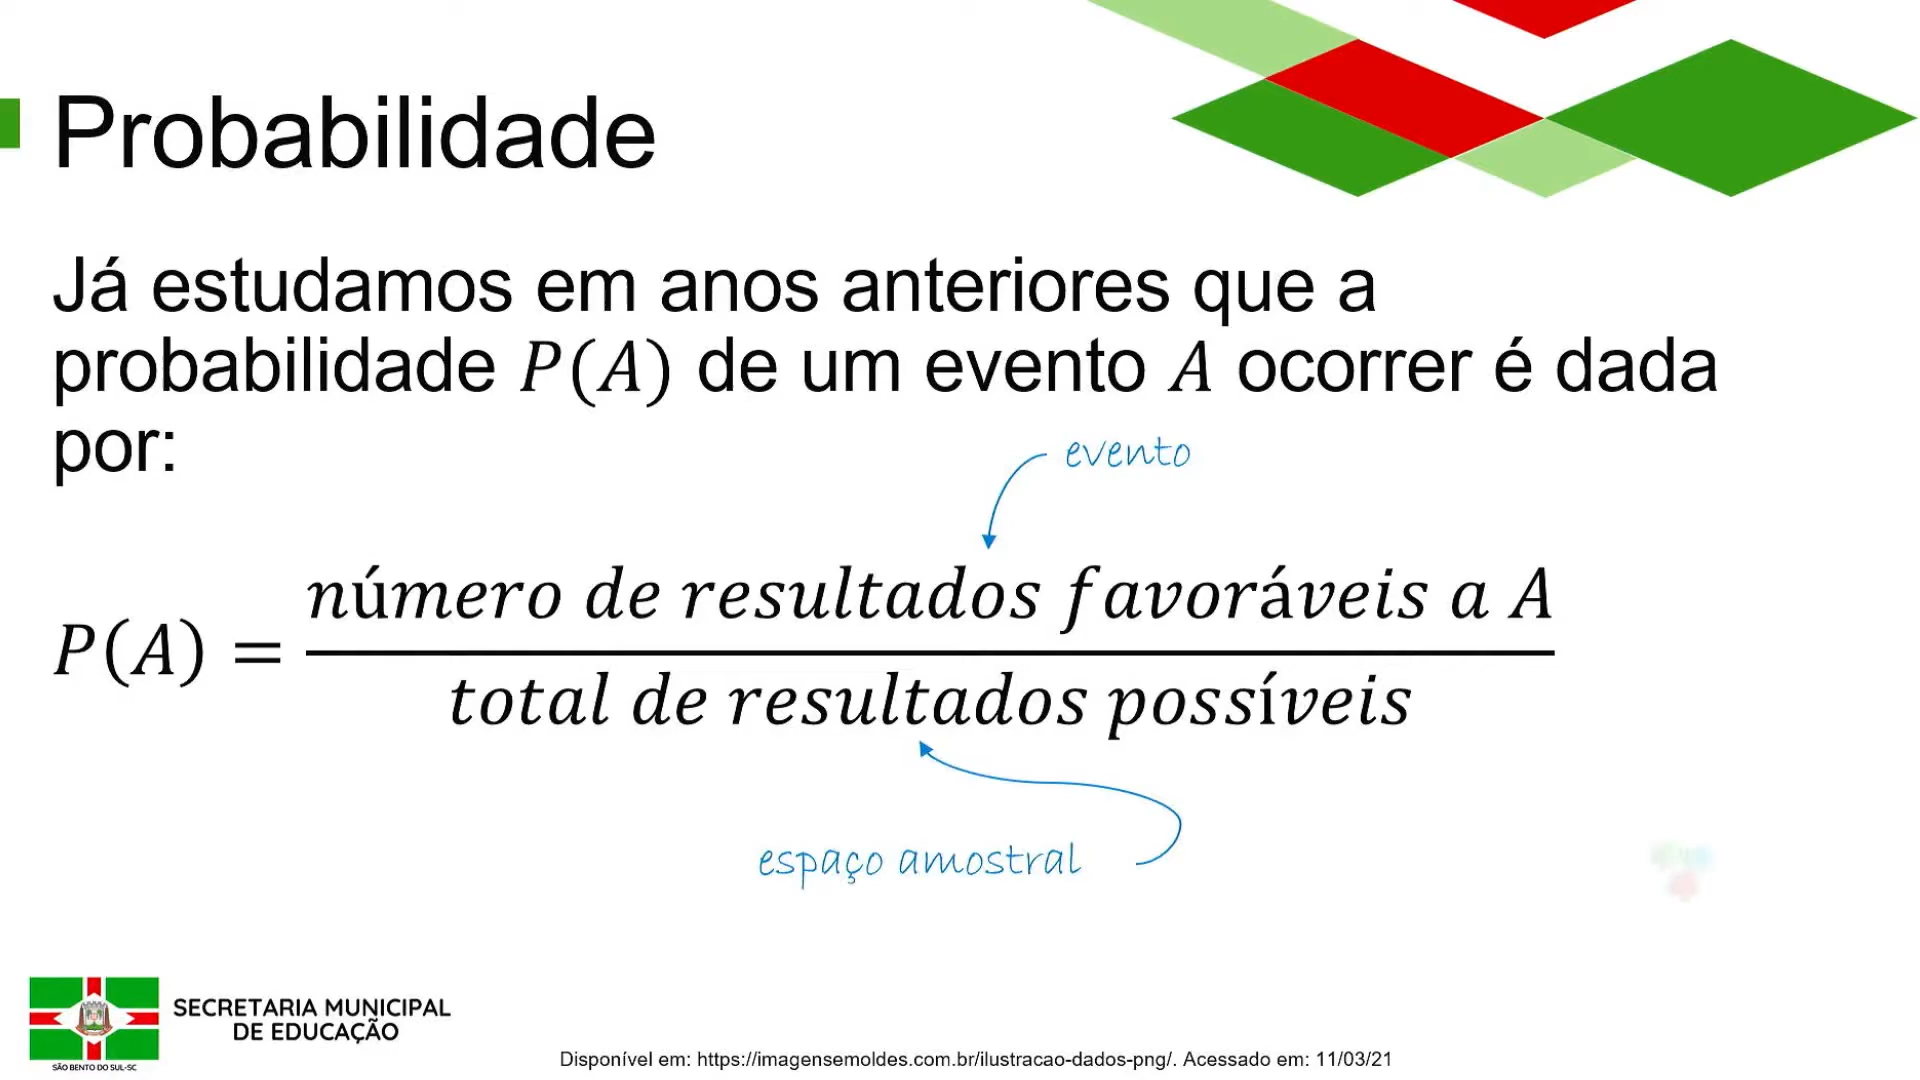 Probabilidade
Já estudamos em anos anteriores que a
probabilidade P(A) de um evento A ocorrer é dada
por:
evento
P(A) = número de resultados favoráveis a A
total de resultados possíveis
espaço amostral
SECRETARIA MUNICIPAL
DE EDUCAÇÃO
SÃO BENTO DO SUL-SC
Disponível em: https://imagensemoldes.com.br/ilustracao-dados-png/. Acessado em: 11/03/21